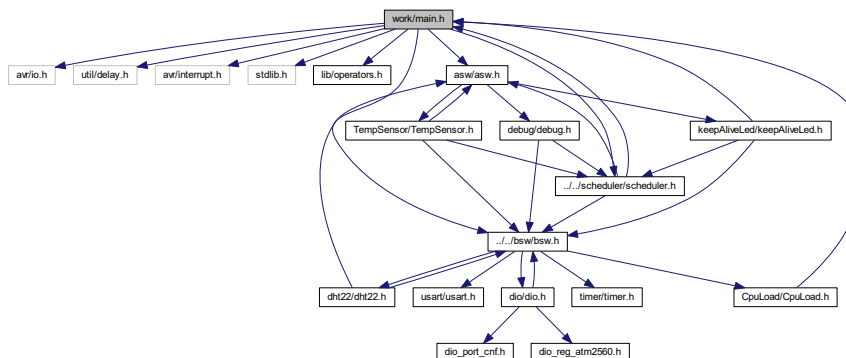 work/main.h
avr/io.h
util/delay.h
avr/interrupt.h
stdlib.h
lib/operators.h
asw/asw.h
TempSensor/TempSensor.h
debug/debug.h
keepAliveLed/keepAliveLed.h
../../scheduler/scheduler.h
../../bsw/bsw.h
dht22/dht22.h
usart/usart.h
dio/dio.h
timer/timer.h
CpuLoad/CpuLoad.h
dio_port_cnf.h
dio_reg_atm2560.h